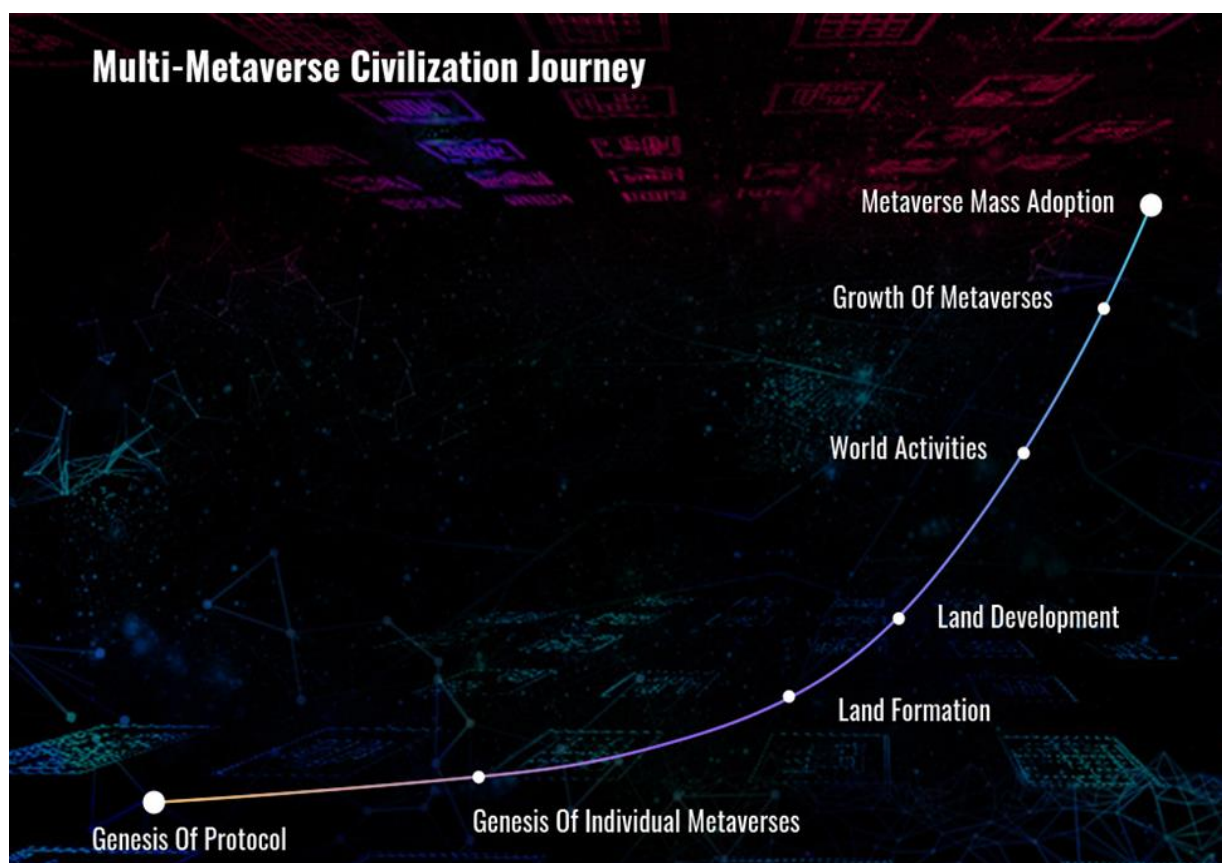 Multi-Metaverse Civilization Journey
Metaverse Mass Adoption
Growth Of Metaverses
World Activities
Land Development
Land Formation
Genesis Of Individual Metaverses
Genesis Of Protocol